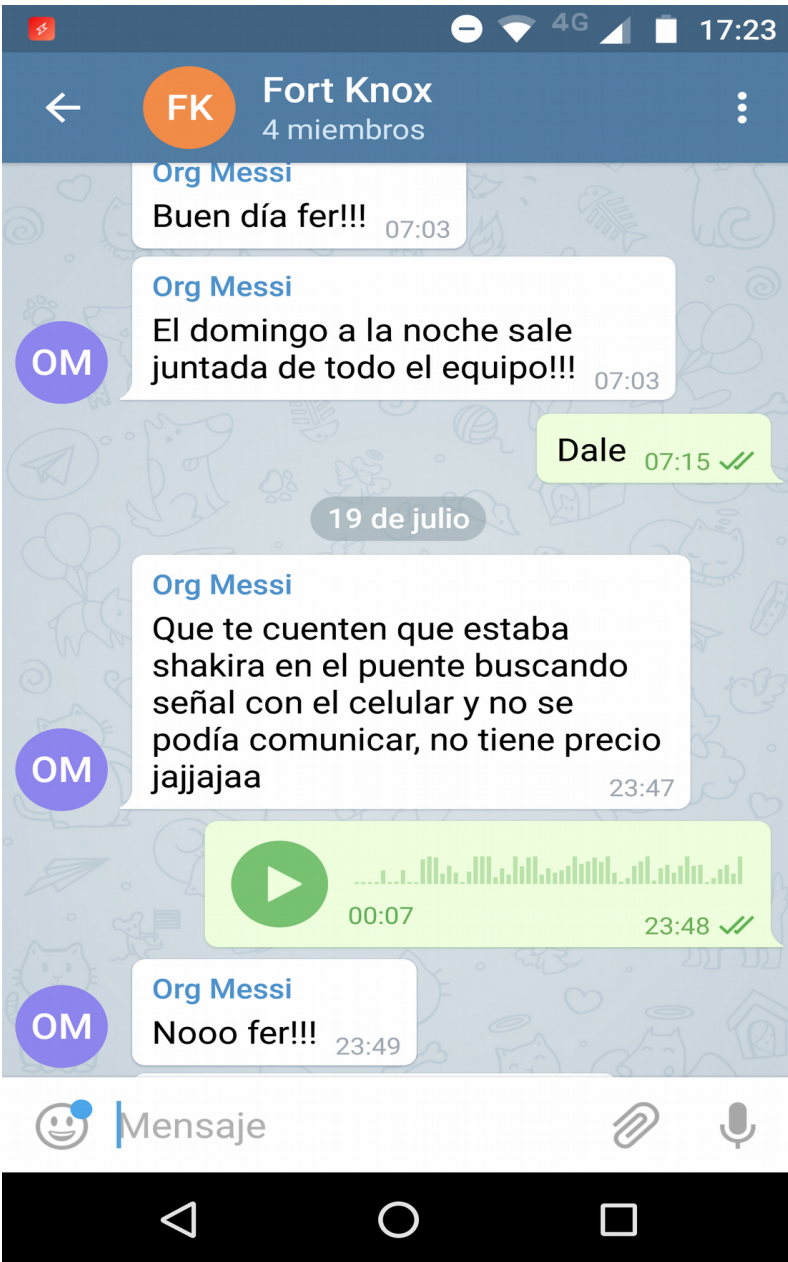 4G 17:23
FK Fort Knox
4 miembros
Org Messi
Buen día fer!!! 07:03
Org Messi
El domingo a la noche sale
juntada de todo el equipo!!! 07:03
OM
Dale 07:15
19 de julio
Org Messi
Que te cuenten que estaba
shakira en el puente buscando
señal con el celular y no se
podía comunicar, no tiene precio
jajjajaa 23:47
OM
00:07 23:48
Org Messi
OM Nooo fer!!! 23:49
Mensaje